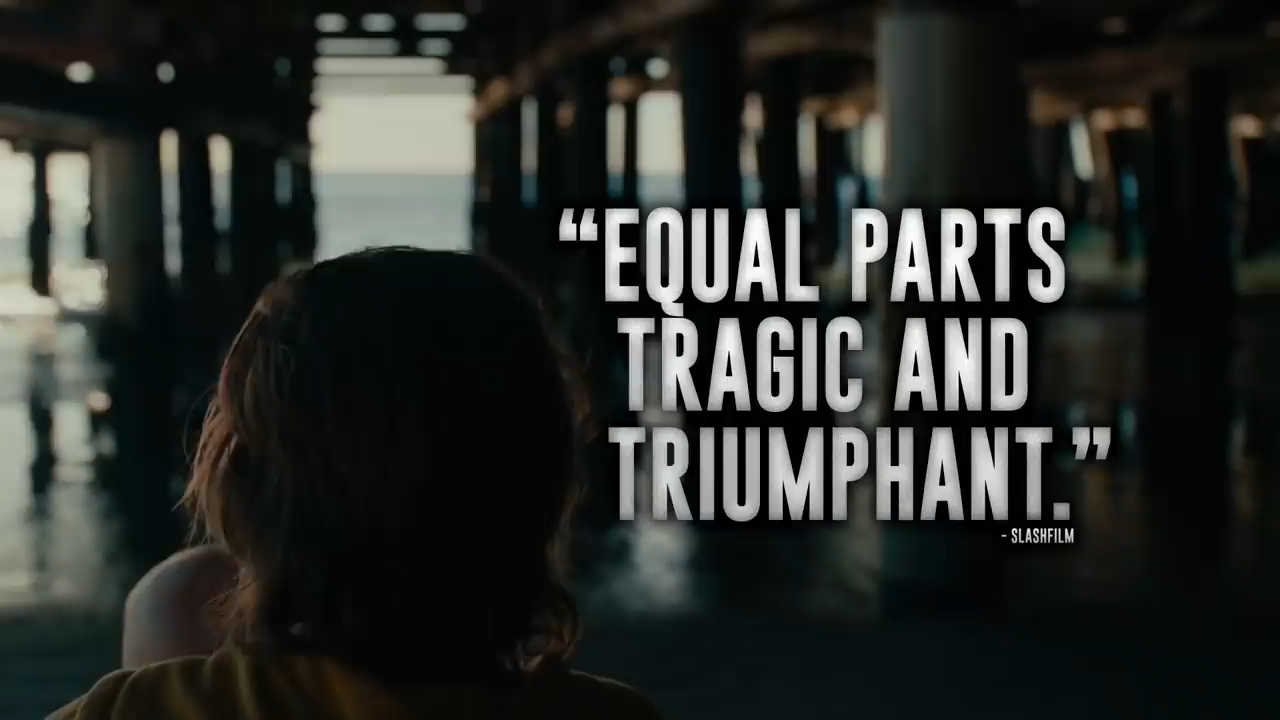 “EQUAL PARTS
TRAGIC AND
TRIUMPHANT.”
- SLASHFILM